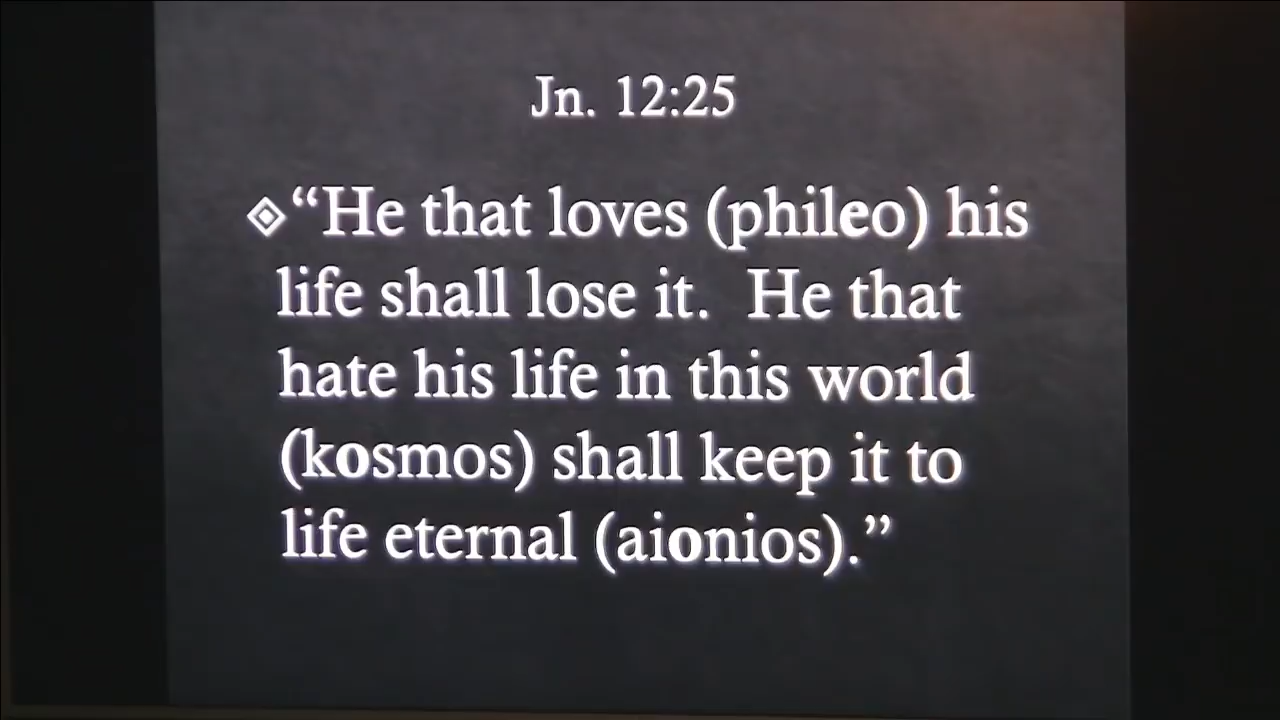 Jn. 12:25
“He that loves (phileo) his
life shall lose it. He that
hate his life in this world
(kosmos) shall keep it to
life eternal (aionios).”